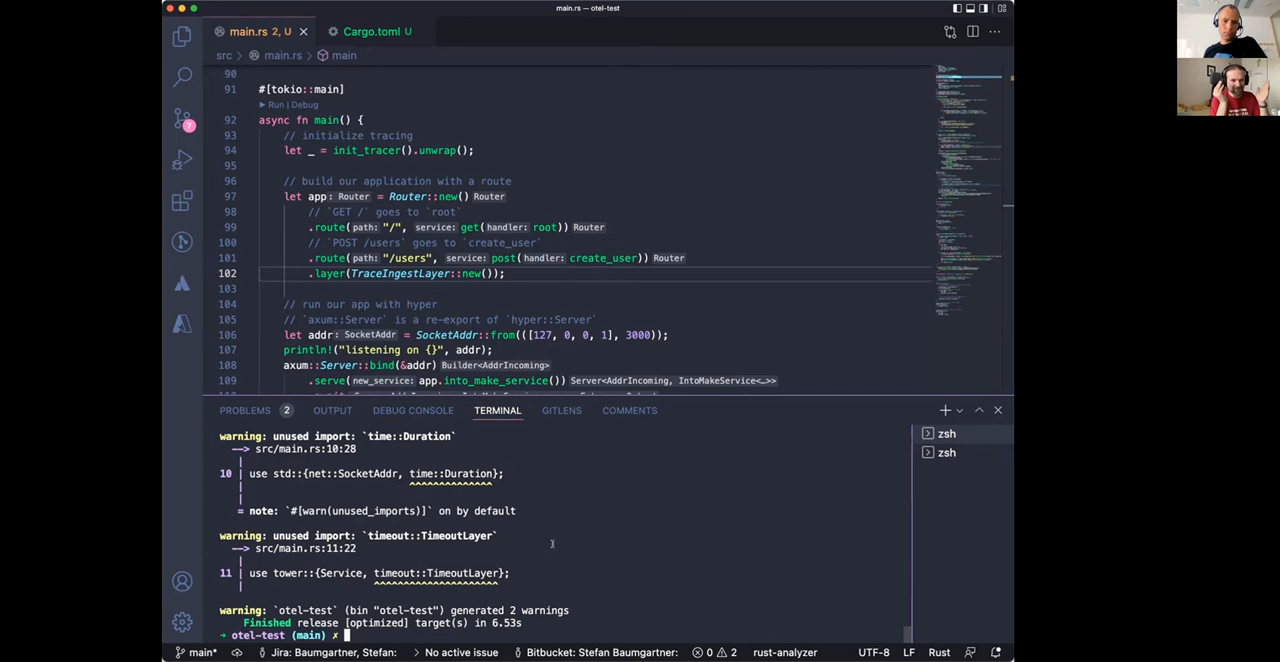 main.rs — otel-test
main.rs 2, U
Cargo.toml U
src > main.rs > main
90
91 #[tokio::main]
Run | Debug
92 async fn main() {
93 // initialize tracing
94 let _ = init_tracer().unwrap();
95
96 // build our application with a route
97 let app: Router = Router::new() Router
98 // `GET /` goes to `root`
99 .route(path: "/", service: get(handler: root)) Router
100 // `POST /users` goes to `create_user`
101 .route(path: "/users", service: post(handler: create_user)) Router
102 .layer(TraceIngestLayer::new());
103
104 // run our app with hyper
105 // `axum::Server` is a re-export of `hyper::Server`
106 let addr: SocketAddr = SocketAddr::from(([127, 0, 0, 1], 3000));
107 println!("listening on {}", addr);
108 axum::Server::bind(&addr) Builder<AddrIncoming>
109 .serve(new_service: app.into_make_service()) Server<AddrIncoming, IntoMakeService<…>>
PROBLEMS 2 OUTPUT DEBUG CONSOLE TERMINAL GITLENS COMMENTS
zsh
zsh
warning: unused import: `time::Duration`
--> src/main.rs:10:28
|
10 | use std::{net::SocketAddr, time::Duration};
| ^^^^^^^^^^^^^^
|
= note: `#[warn(unused_imports)]` on by default
warning: unused import: `timeout::TimeoutLayer`
--> src/main.rs:11:22
|
11 | use tower::{Service, timeout::TimeoutLayer};
| ^^^^^^^^^^^^^^^^^^^^^
warning: `otel-test` (bin "otel-test") generated 2 warnings
Finished release [optimized] target(s) in 6.53s
→ otel-test (main) ✗
7
main* Jira: Baumgartner, Stefan: No active issue Bitbucket: Stefan Baumgartner: 0 2 rust-analyzer UTF-8 LF Rust